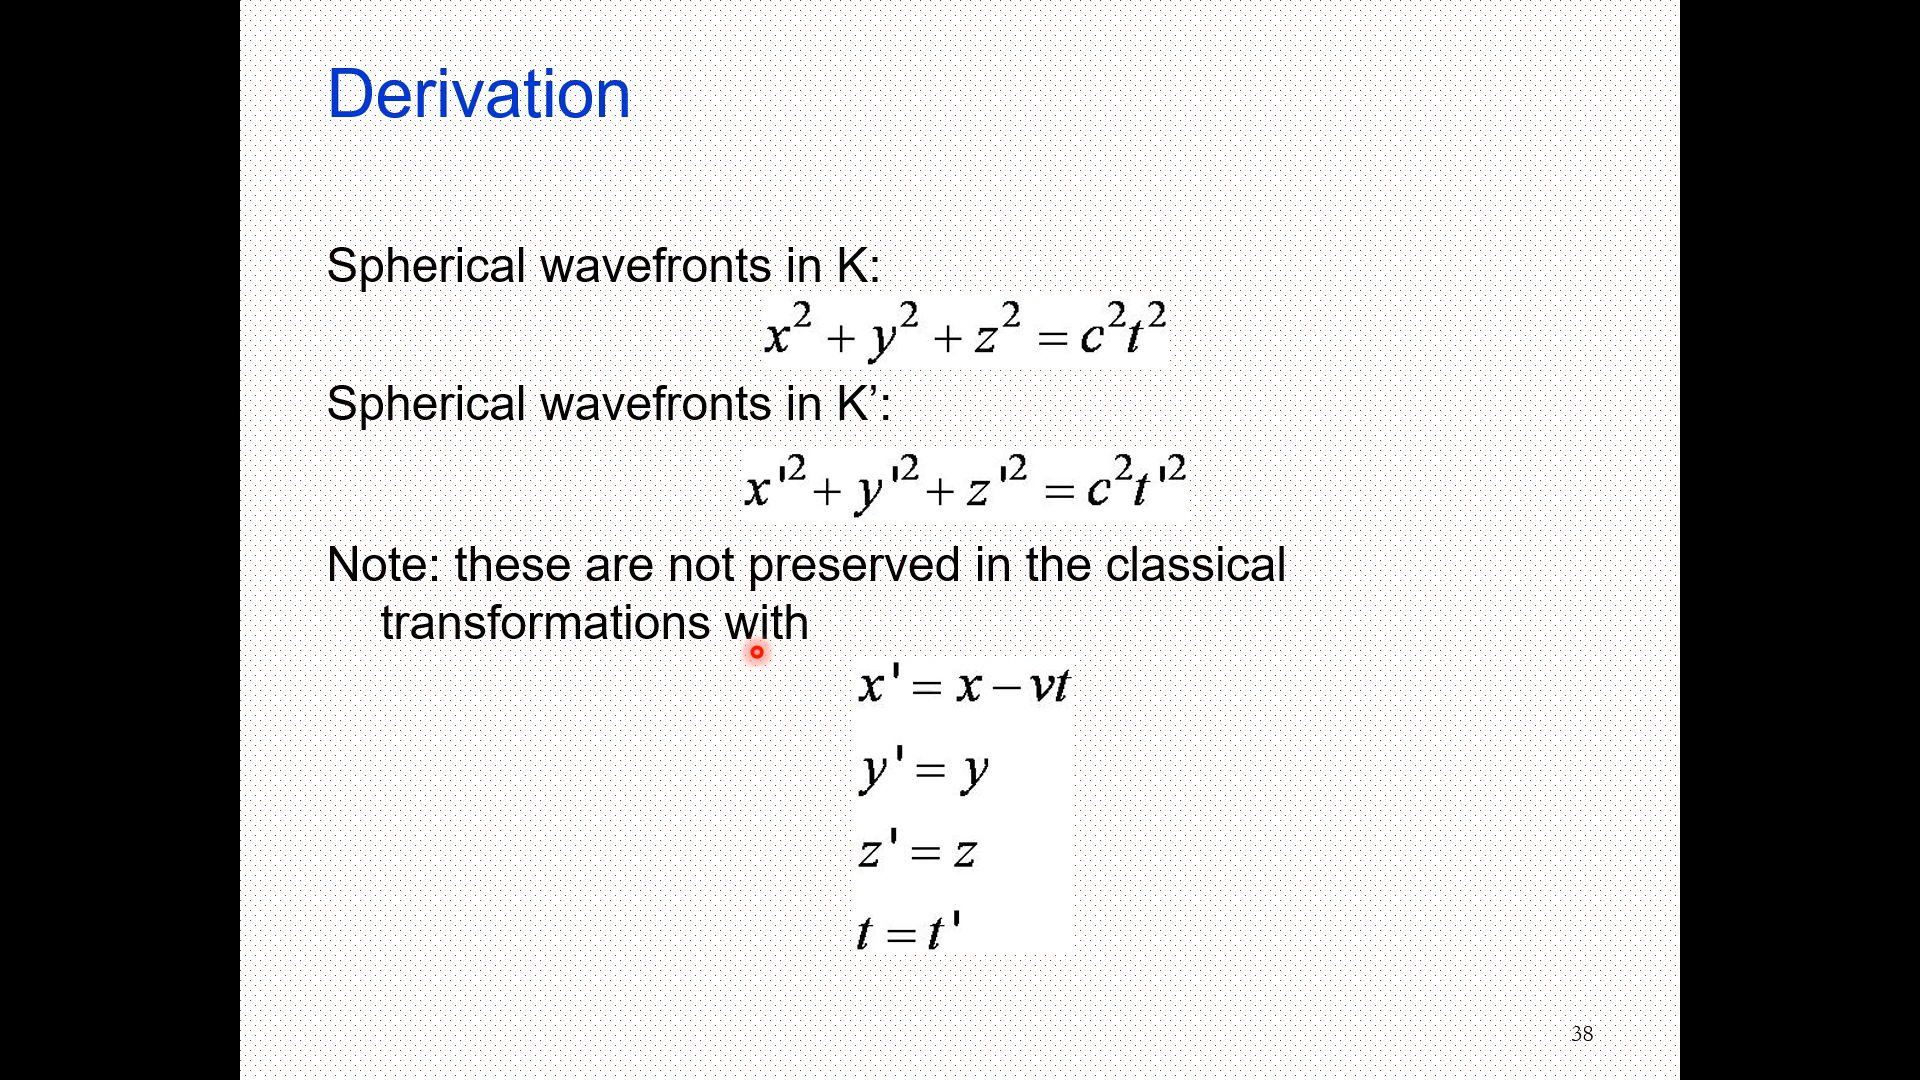 Derivation
Spherical wavefronts in K:
x² + y² + z² = c²t²
Spherical wavefronts in K’:
x'² + y'² + z'² = c²t'²
Note: these are not preserved in the classical
transformations with
x' = x − vt
y' = y
z' = z
t = t'
38